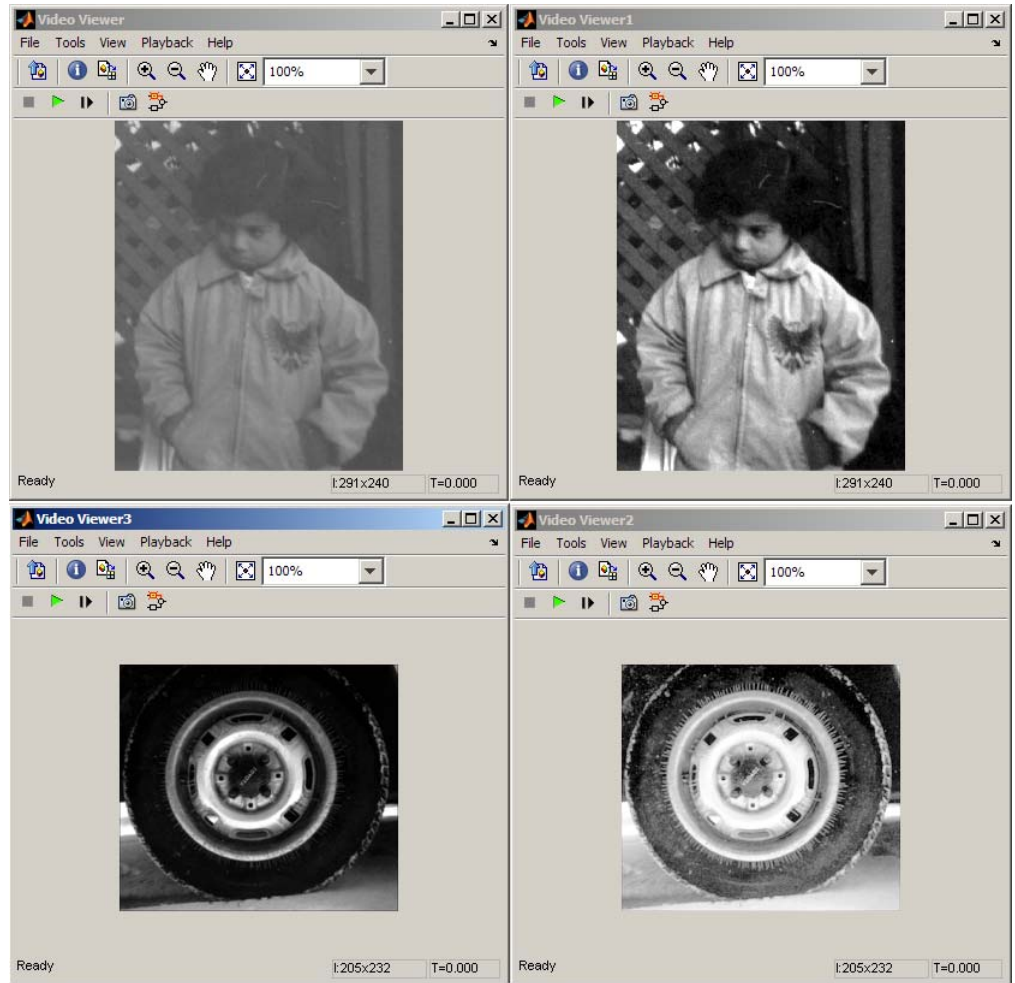 Video Viewer
File Tools View Playback Help
100%
Ready I:291x240 T=0.000
Video Viewer1
File Tools View Playback Help
100%
Ready I:291x240 T=0.000
Video Viewer3
File Tools View Playback Help
100%
Ready I:205x232 T=0.000
Video Viewer2
File Tools View Playback Help
100%
Ready I:205x232 T=0.000